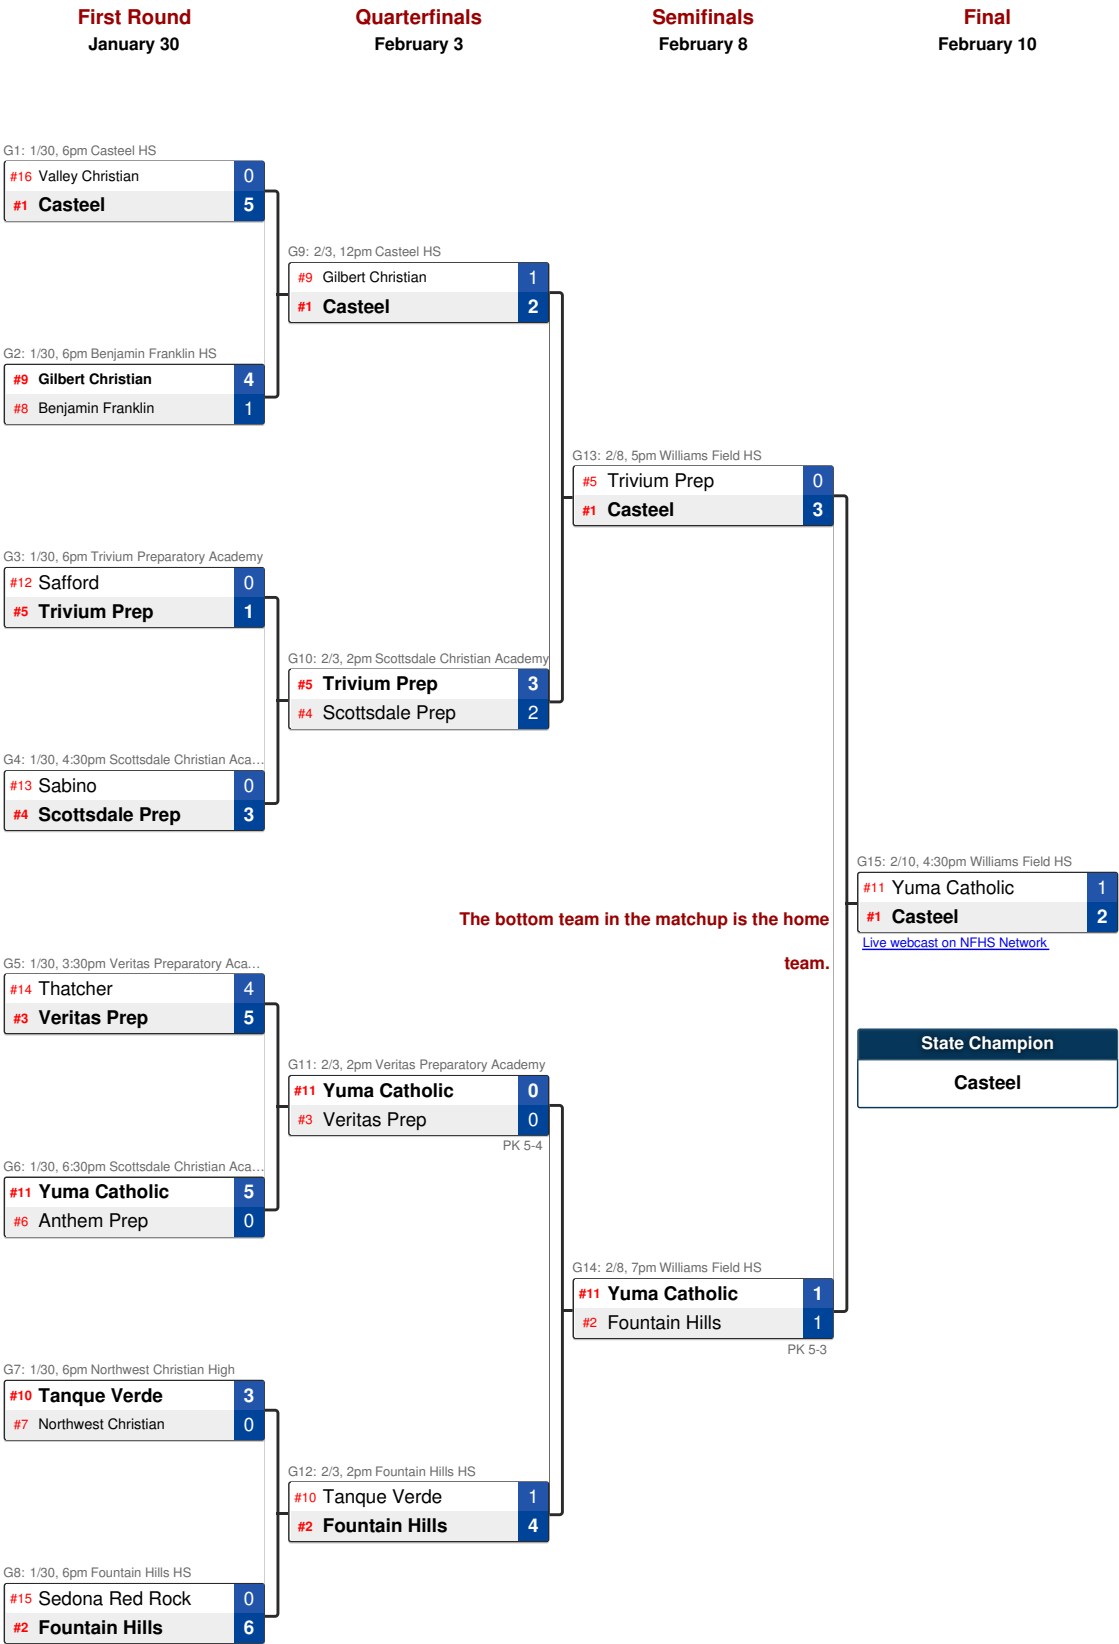 First Round
January 30
Quarterfinals
February 3
Semifinals
February 8
Final
February 10
G1: 1/30, 6pm Casteel HS
#16 Valley Christian 0
#1 Casteel 5
G2: 1/30, 6pm Benjamin Franklin HS
#9 Gilbert Christian 4
#8 Benjamin Franklin 1
G3: 1/30, 6pm Trivium Preparatory Academy
#12 Safford 0
#5 Trivium Prep 1
G4: 1/30, 4:30pm Scottsdale Christian Aca...
#13 Sabino 0
#4 Scottsdale Prep 3
G5: 1/30, 3:30pm Veritas Preparatory Aca...
#14 Thatcher 4
#3 Veritas Prep 5
G6: 1/30, 6:30pm Scottsdale Christian Aca...
#11 Yuma Catholic 5
#6 Anthem Prep 0
G7: 1/30, 6pm Northwest Christian High
#10 Tanque Verde 3
#7 Northwest Christian 0
G8: 1/30, 6pm Fountain Hills HS
#15 Sedona Red Rock 0
#2 Fountain Hills 6
G9: 2/3, 12pm Casteel HS
#9 Gilbert Christian 1
#1 Casteel 2
G10: 2/3, 2pm Scottsdale Christian Academy
#5 Trivium Prep 3
#4 Scottsdale Prep 2
G11: 2/3, 2pm Veritas Preparatory Academy
#11 Yuma Catholic 0
#3 Veritas Prep 0
PK 5-4
G12: 2/3, 2pm Fountain Hills HS
#10 Tanque Verde 1
#2 Fountain Hills 4
G13: 2/8, 5pm Williams Field HS
#5 Trivium Prep 0
#1 Casteel 3
The bottom team in the matchup is the home
team.
G14: 2/8, 7pm Williams Field HS
#11 Yuma Catholic 1
#2 Fountain Hills 1
PK 5-3
G15: 2/10, 4:30pm Williams Field HS
#11 Yuma Catholic 1
#1 Casteel 2
Live webcast on NFHS Network
State Champion
Casteel